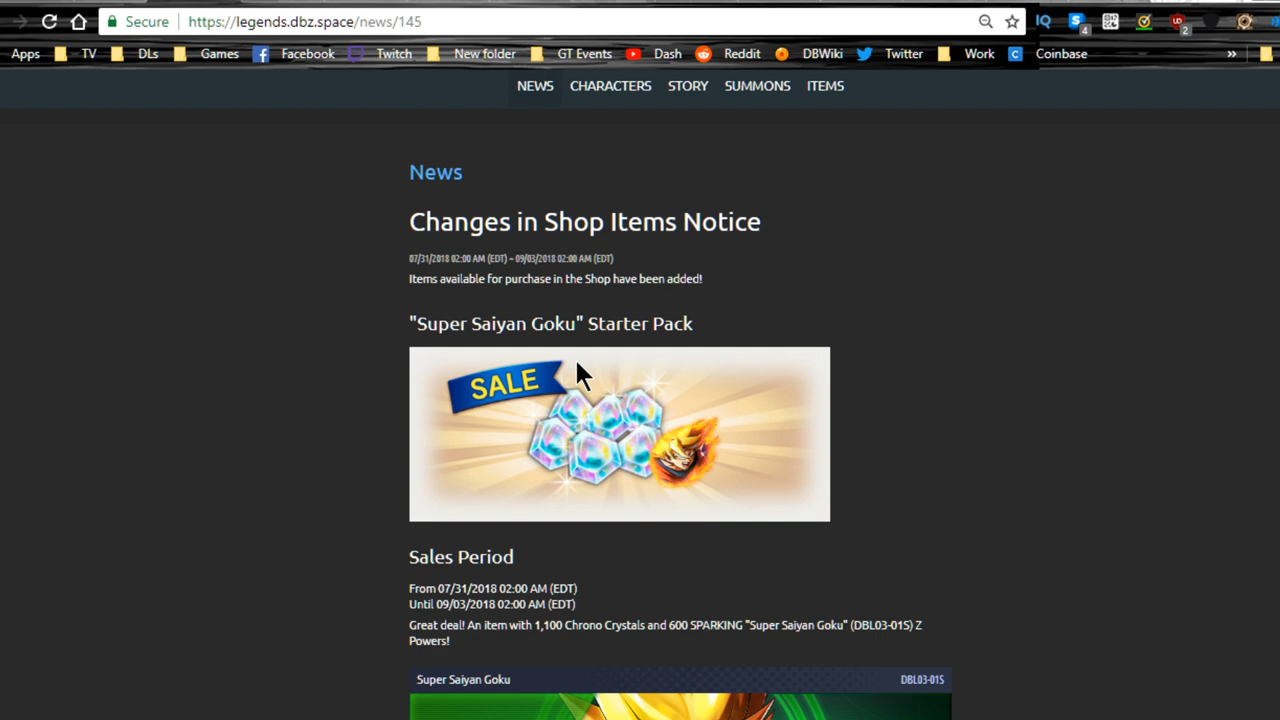 Secure https://legends.dbz.space/news/145 IQ 4 UD 2
Apps TV DLs Games Facebook Twitch New folder GT Events Dash Reddit DBWiki Twitter Work C Coinbase »
NEWS CHARACTERS STORY SUMMONS ITEMS
News
Changes in Shop Items Notice
07/31/2018 02:00 AM (EDT) – 09/03/2018 02:00 AM (EDT)
Items available for purchase in the Shop have been added!
"Super Saiyan Goku" Starter Pack
SALE
Sales Period
From 07/31/2018 02:00 AM (EDT)
Until 09/03/2018 02:00 AM (EDT)
Great deal! An item with 1,100 Chrono Crystals and 600 SPARKING "Super Saiyan Goku" (DBL03-01S) Z
Powers!
Super Saiyan Goku DBL03-01S